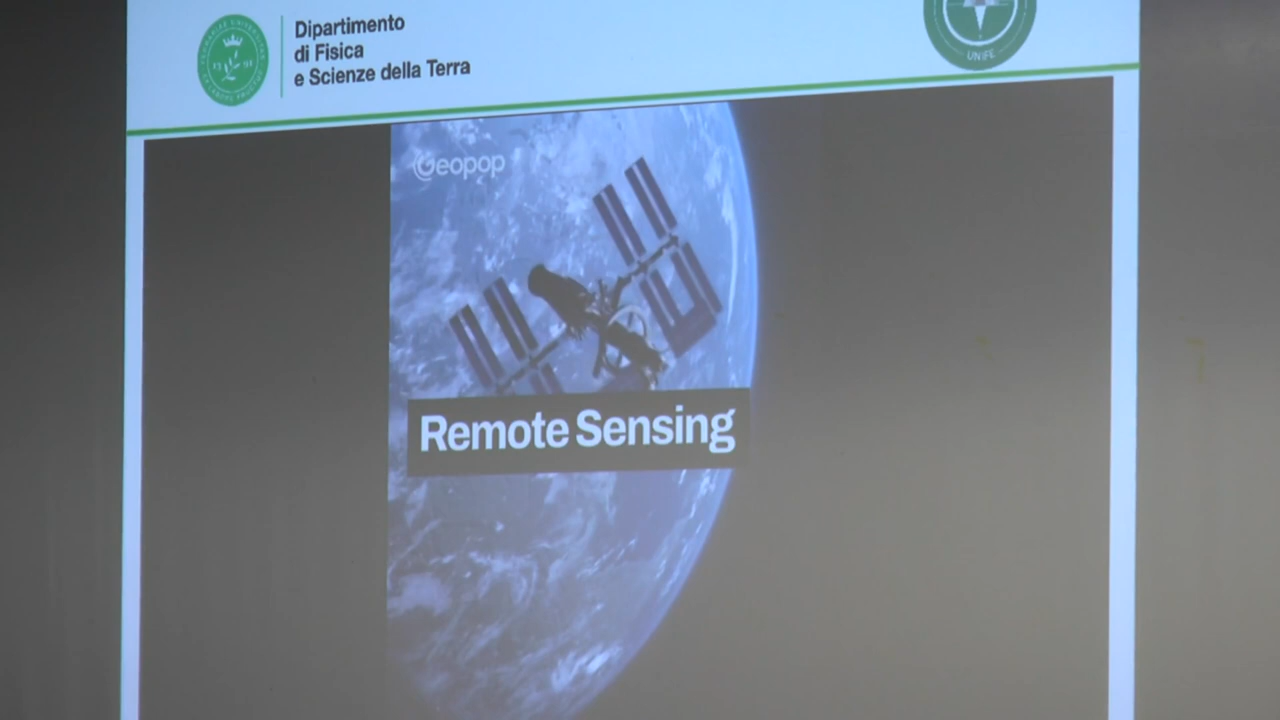 Dipartimento
di Fisica
e Scienze della Terra
UNIFE
Geopop
Remote Sensing